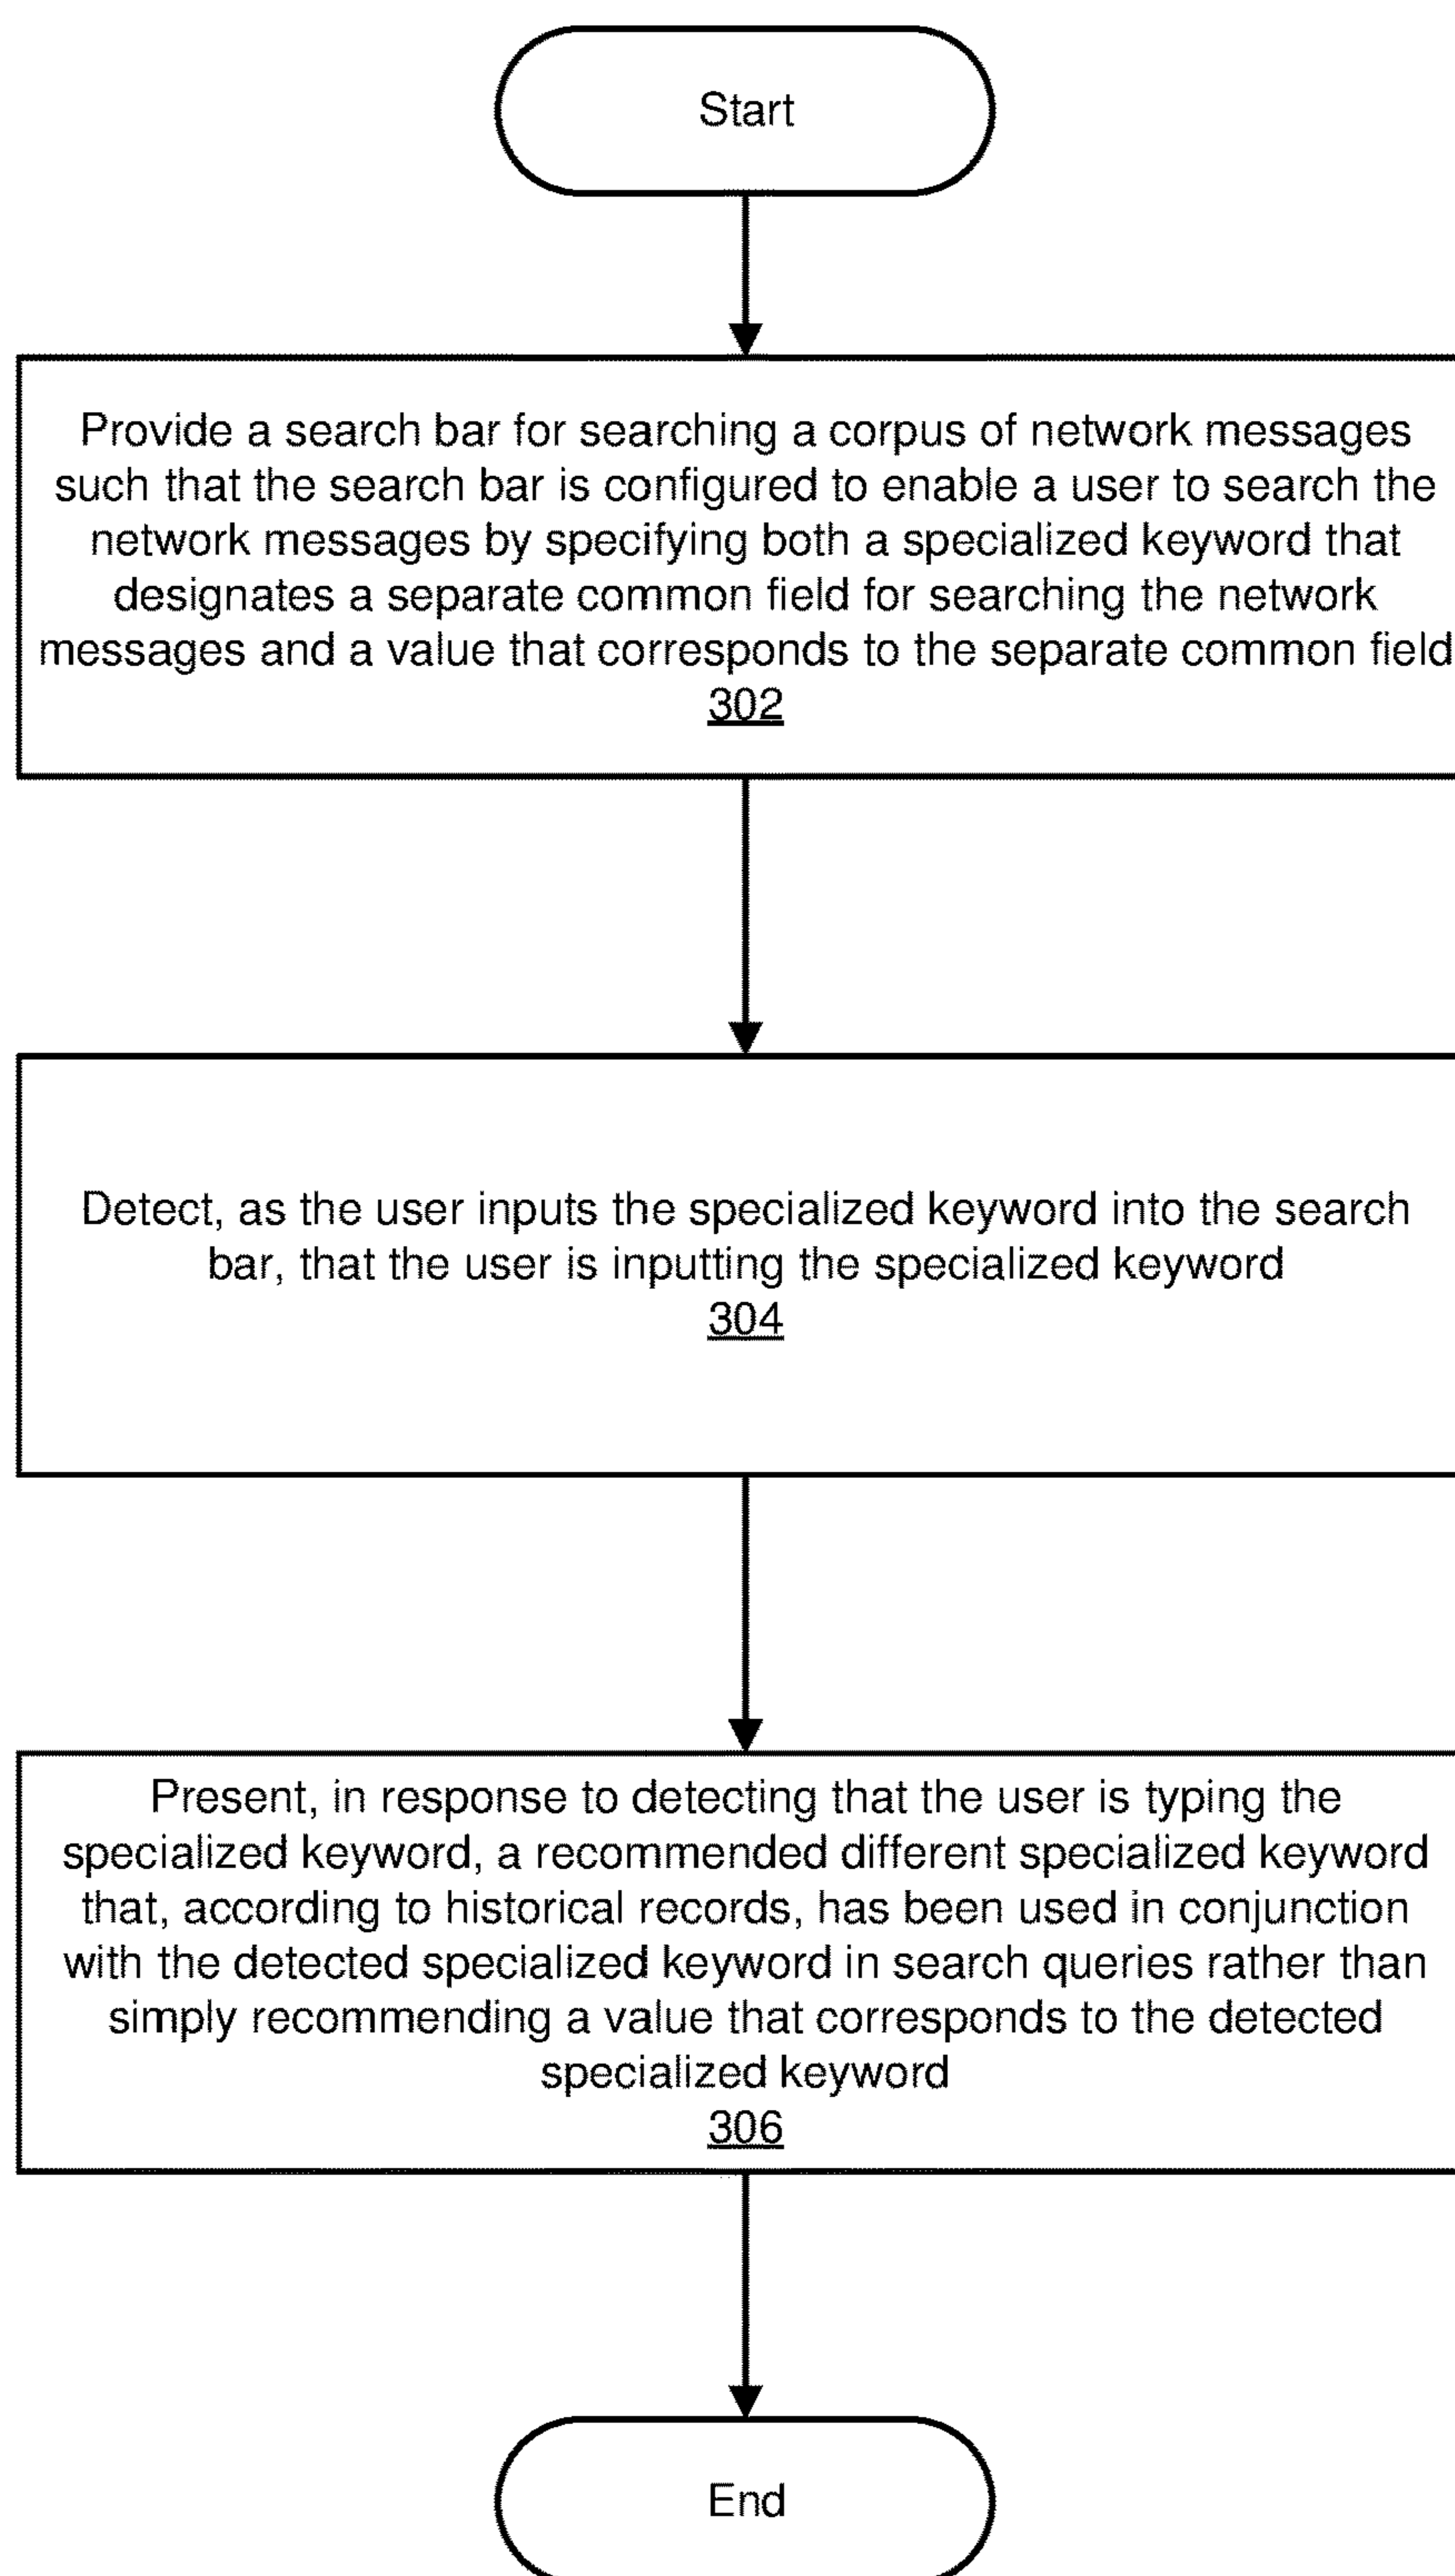 Start
Provide a search bar for searching a corpus of network messages
such that the search bar is configured to enable a user to search the
network messages by specifying both a specialized keyword that
designates a separate common field for searching the network
messages and a value that corresponds to the separate common field
302
Detect, as the user inputs the specialized keyword into the search
bar, that the user is inputting the specialized keyword
304
Present, in response to detecting that the user is typing the
specialized keyword, a recommended different specialized keyword
that, according to historical records, has been used in conjunction
with the detected specialized keyword in search queries rather than
simply recommending a value that corresponds to the detected
specialized keyword
306
End